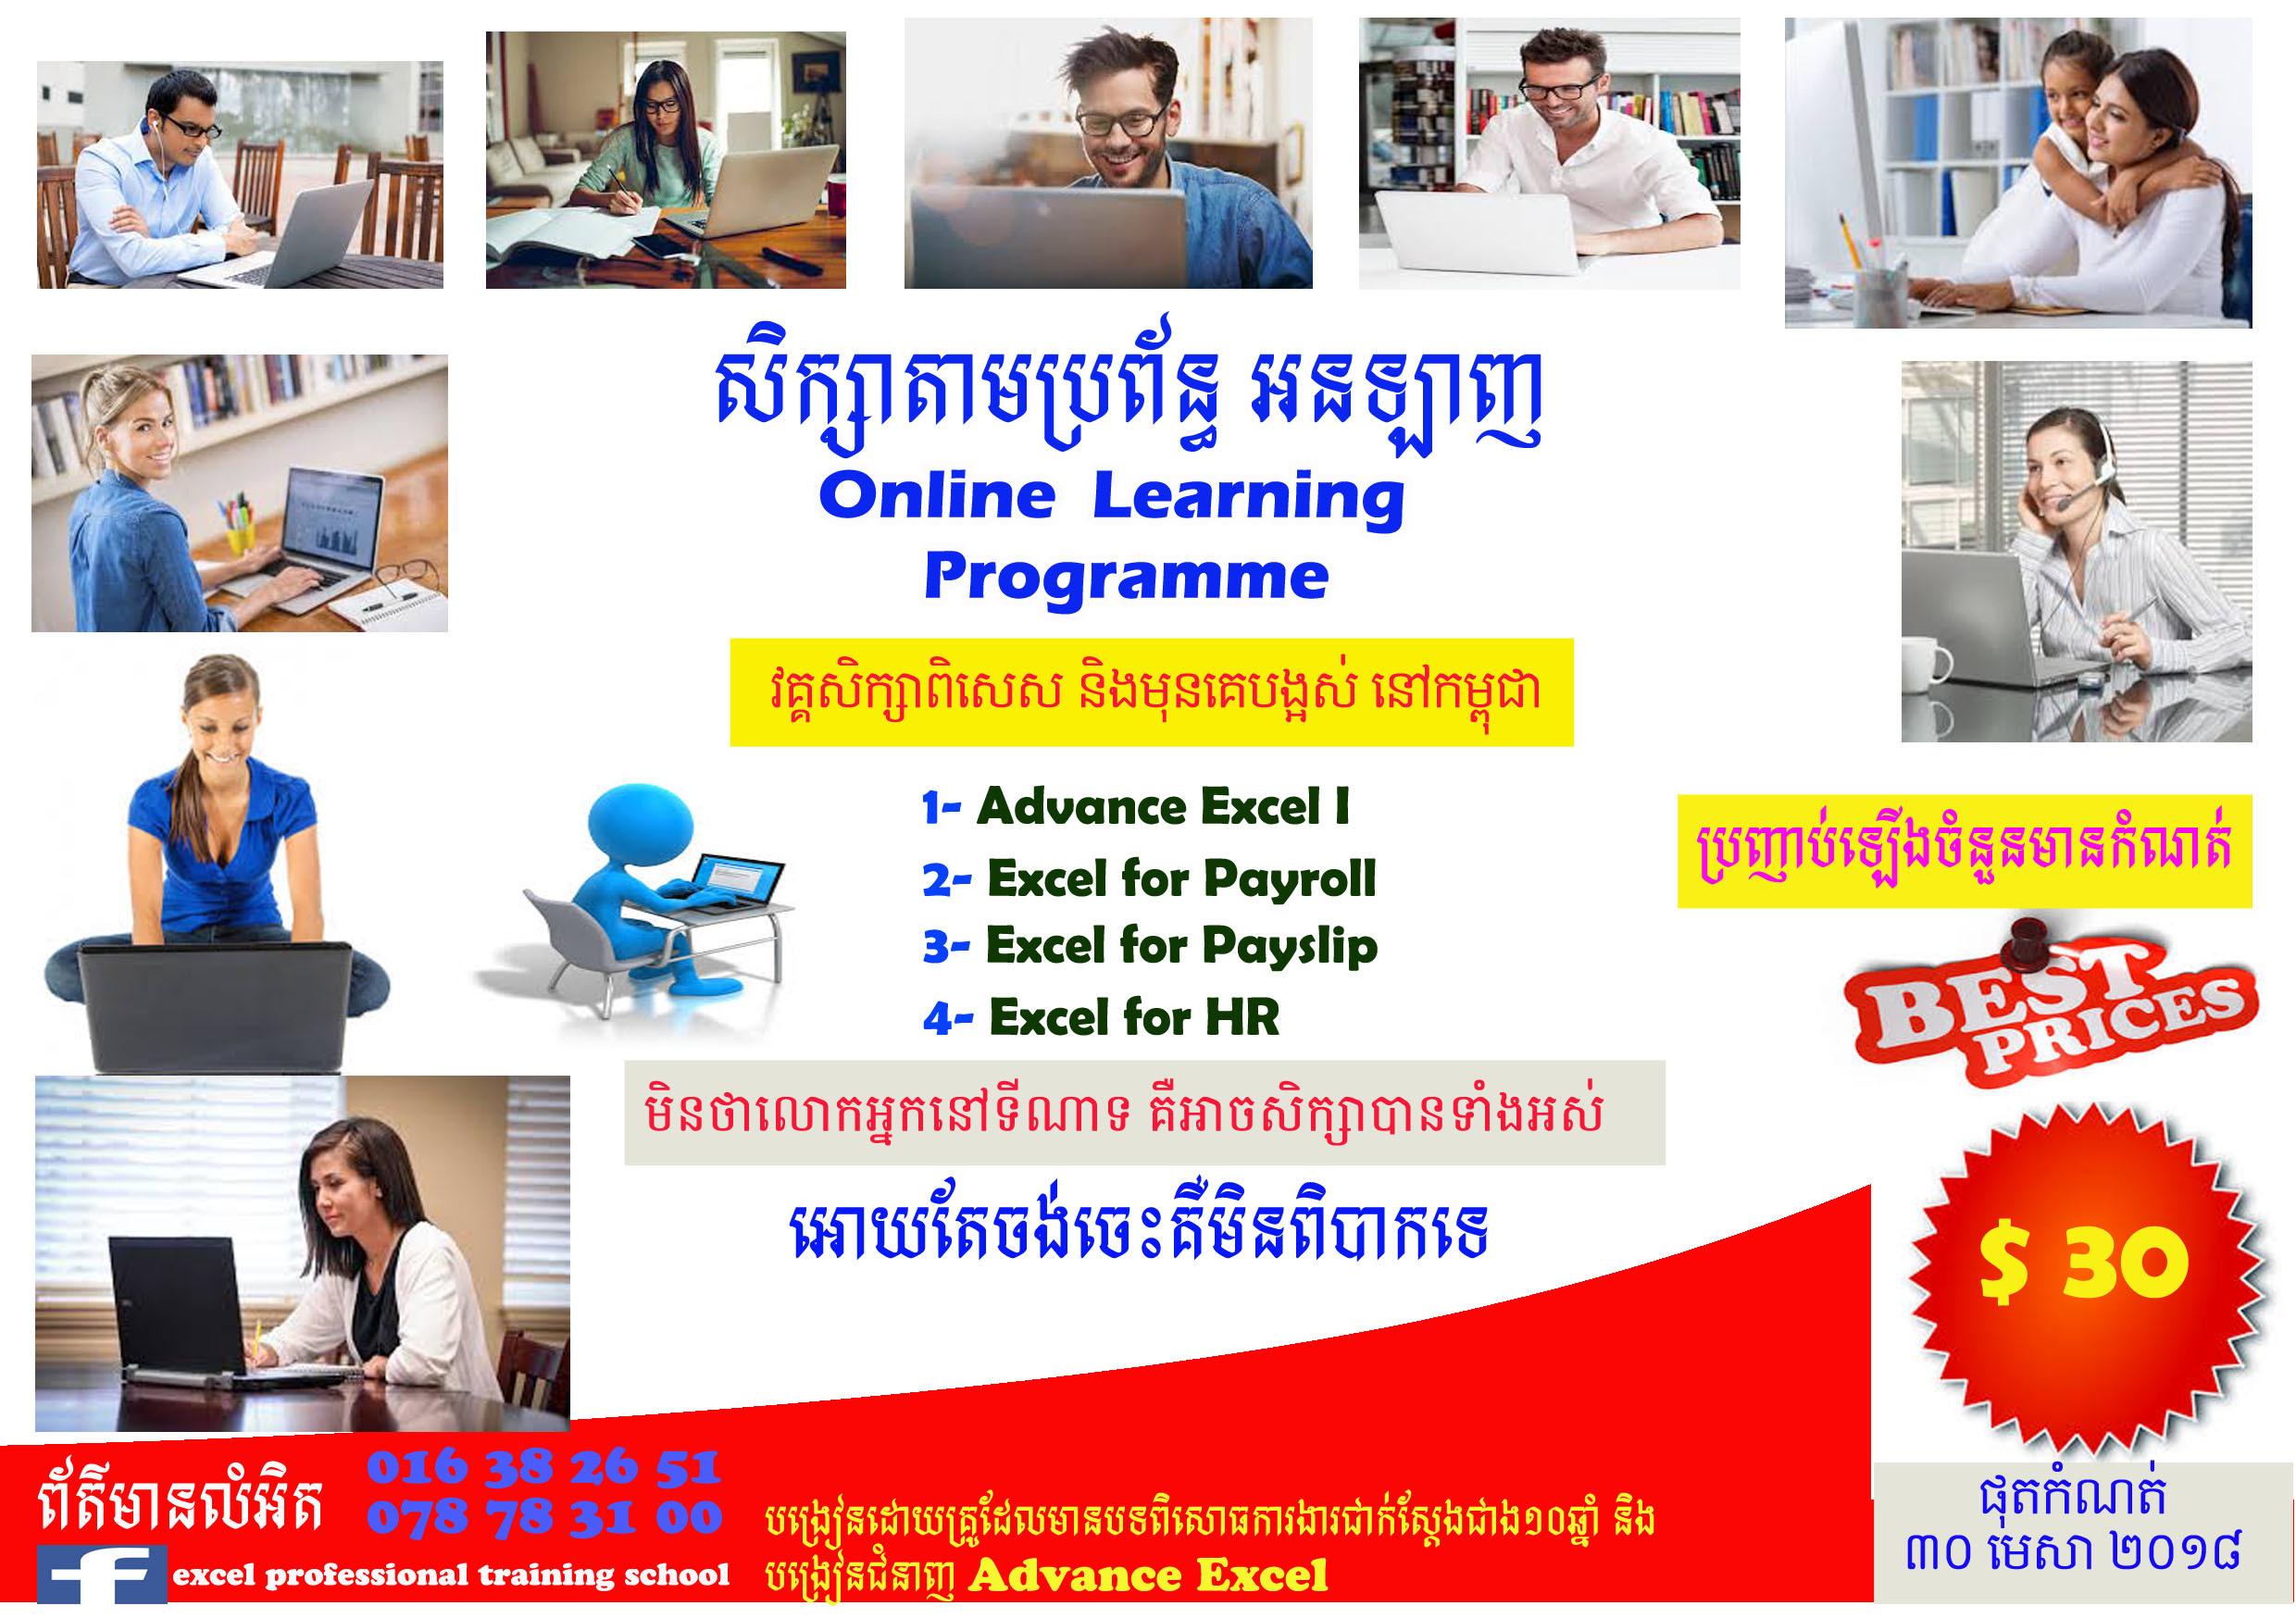 សិក្សាតាមប្រព័ន្ធ អនឡាញ
Online Learning
Programme
វគ្គសិក្សាពិសេស និងមុនគេបង្អស់ នៅកម្ពុជា
1- Advance Excel I
2- Excel for Payroll
3- Excel for Payslip
4- Excel for HR
ប្រញាប់ឡើងចំនួនមានកំណត់
BEST
PRICES
មិនថាលោកអ្នកនៅទីណាទេ គឺអាចសិក្សាបានទាំងអស់
អោយតែចង់ចេះគឺមិនពិបាកទេ
$ 30
ផុតកំណត់
៣០ មេសា ២០១៨
ព័ត៌មានលំអិត
016 38 26 51
078 78 31 00
f excel professional training school
បង្រៀនដោយគ្រូដែលមានបទពិសោធការងារជាក់ស្តែងជាង១០ឆ្នាំ និង
បង្រៀនជំនាញ Advance Excel